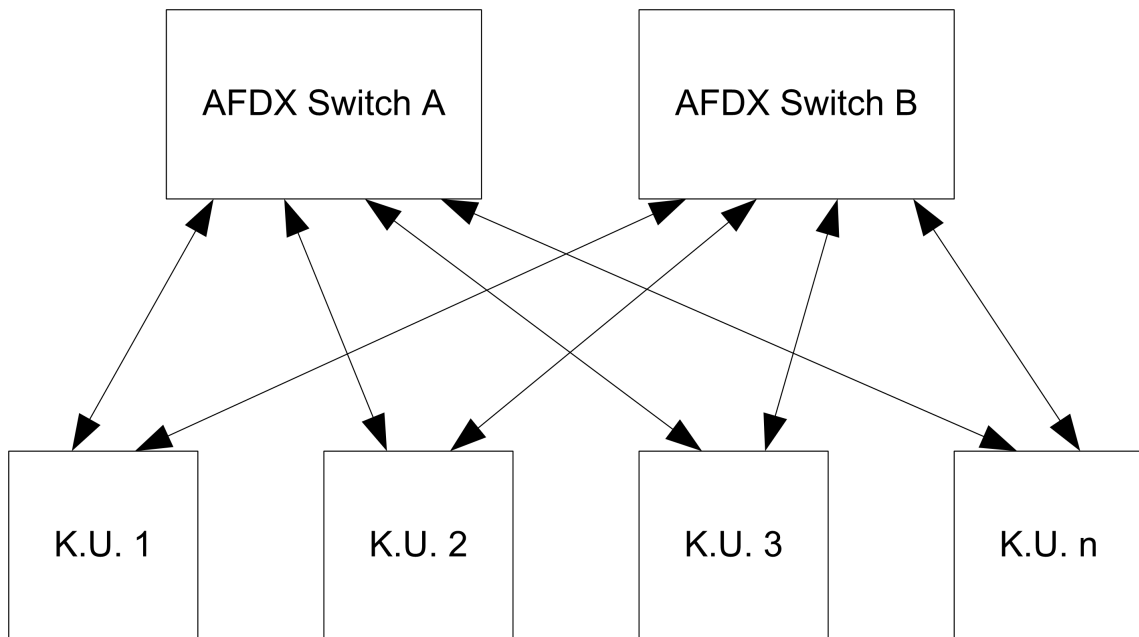 AFDX Switch A
AFDX Switch B
K.U. 1
K.U. 2
K.U. 3
K.U. n